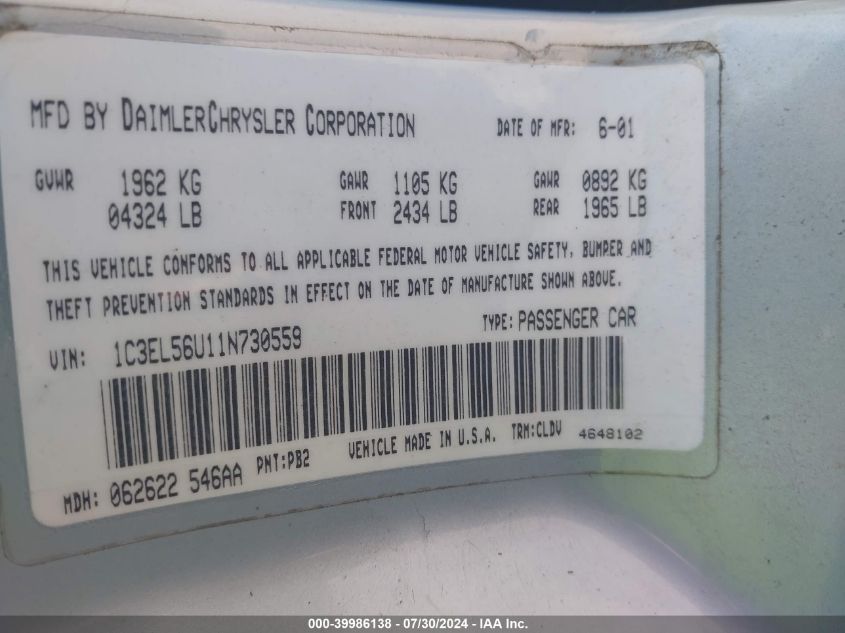 MFD BY DAIMLERCHRYSLER CORPORATION DATE OF MFR: 6-01
GVWR 1962 KG GAWR 1105 KG GAWR 0892 KG
04324 LB FRONT 2434 LB REAR 1965 LB
THIS VEHICLE CONFORMS TO ALL APPLICABLE FEDERAL MOTOR VEHICLE SAFETY, BUMPER AND
THEFT PREVENTION STANDARDS IN EFFECT ON THE DATE OF MANUFACTURE SHOWN ABOVE.
VIN: 1C3EL56U11N730559 TYPE: PASSENGER CAR
MDH: 062622 546AA PNT:PB2 VEHICLE MADE IN U.S.A. TRM:CLDV 4648102
000-39986138 - 07/30/2024 - IAA Inc.